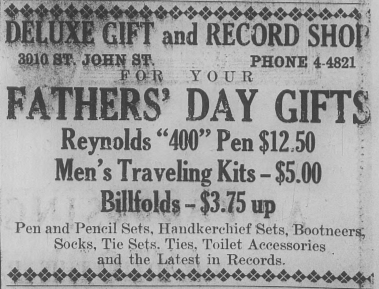 DELUXE GIFT and RECORD SHOP
3010 ST. JOHN ST. PHONE 4-4821
FOR YOUR
FATHERS' DAY GIFTS
Reynolds "400" Pen $12.50
Men's Traveling Kits - $5.00
Billfolds - $3.75 up
Pen and Pencil Sets, Handkerchief Sets, Bootneers,
Socks, Tie Sets. Ties, Toilet Accessories
and the Latest in Records.